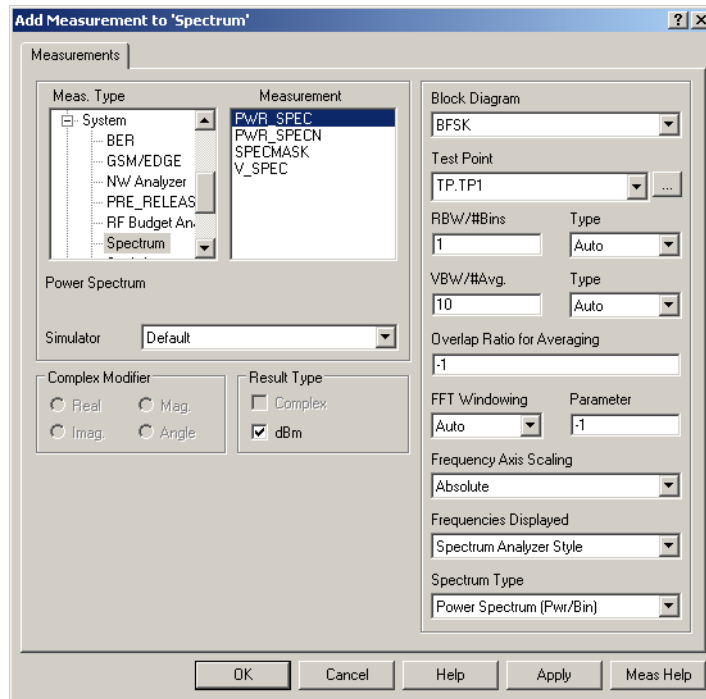 Add Measurement to 'Spectrum'
Measurements
Meas. Type
System
BER
GSM/EDGE
NW Analyzer
PRE_RELEAS
RF Budget An
Spectrum
Measurement
PWR_SPEC
PWR_SPECN
SPECMASK
V_SPEC
Power Spectrum
Simulator
Default
Complex Modifier
Real
Mag.
Imag.
Angle
Result Type
Complex
dBm
Block Diagram
BFSK
Test Point
TP.TP1
...
RBW/#Bins
Type
1
Auto
VBW/#Avg.
Type
10
Auto
Overlap Ratio for Averaging
-1
FFT Windowing
Parameter
Auto
-1
Frequency Axis Scaling
Absolute
Frequencies Displayed
Spectrum Analyzer Style
Spectrum Type
Power Spectrum (Pwr/Bin)
OK
Cancel
Help
Apply
Meas Help